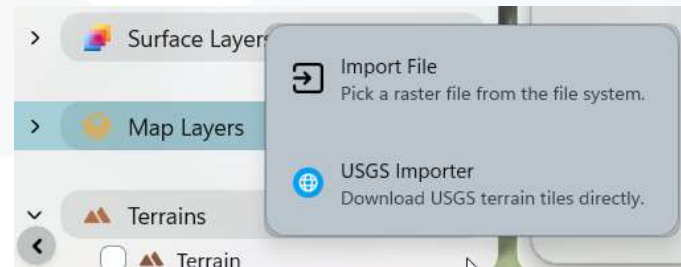 Surface Layers
Import File
Pick a raster file from the file system.
Map Layers
USGS Importer
Download USGS terrain tiles directly.
Terrains
Terrain